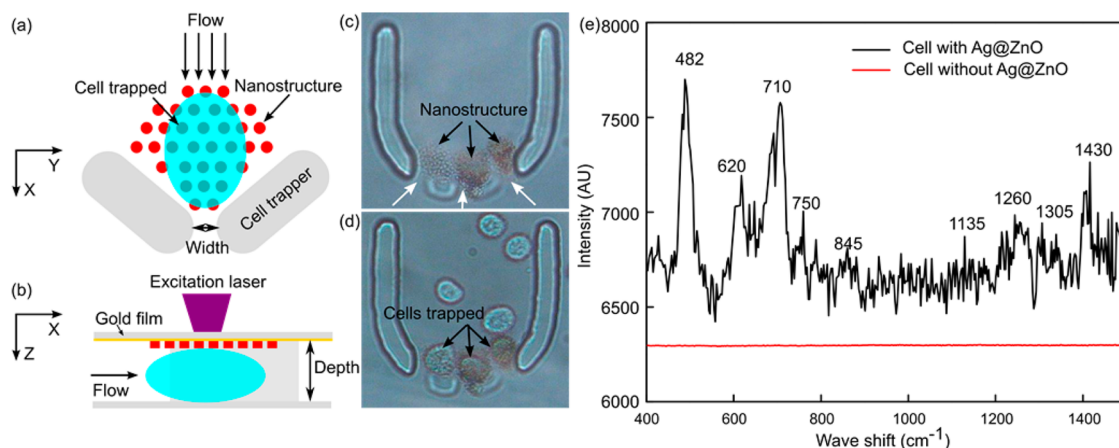 (a)
Flow
Cell trapped
Nanostructure
Y
X
Cell trapper
Width
(b)
Excitation laser
X
Z
Gold film
Depth
Flow
(c)
Nanostructure
(d)
Cells trapped
(e)
8000
7500
7000
6500
6000
Intensity (AU)
Cell with Ag@ZnO
Cell without Ag@ZnO
482
620
710
750
845
1135
1260
1305
1430
400 600 800 1000 1200 1400
Wave shift (cm-1)